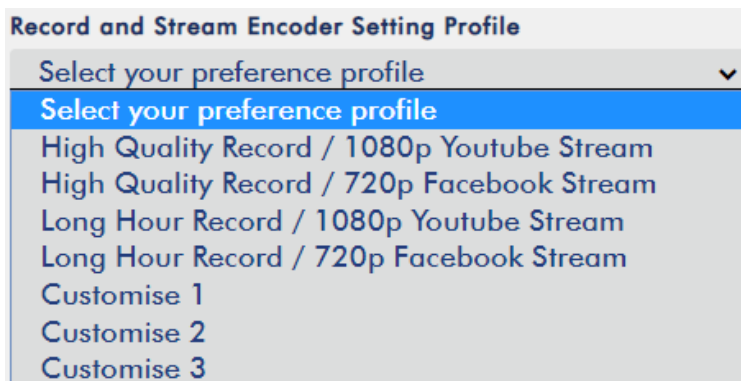 Record and Stream Encoder Setting Profile
Select your preference profile
Select your preference profile
High Quality Record / 1080p Youtube Stream
High Quality Record / 720p Facebook Stream
Long Hour Record / 1080p Youtube Stream
Long Hour Record / 720p Facebook Stream
Customise 1
Customise 2
Customise 3